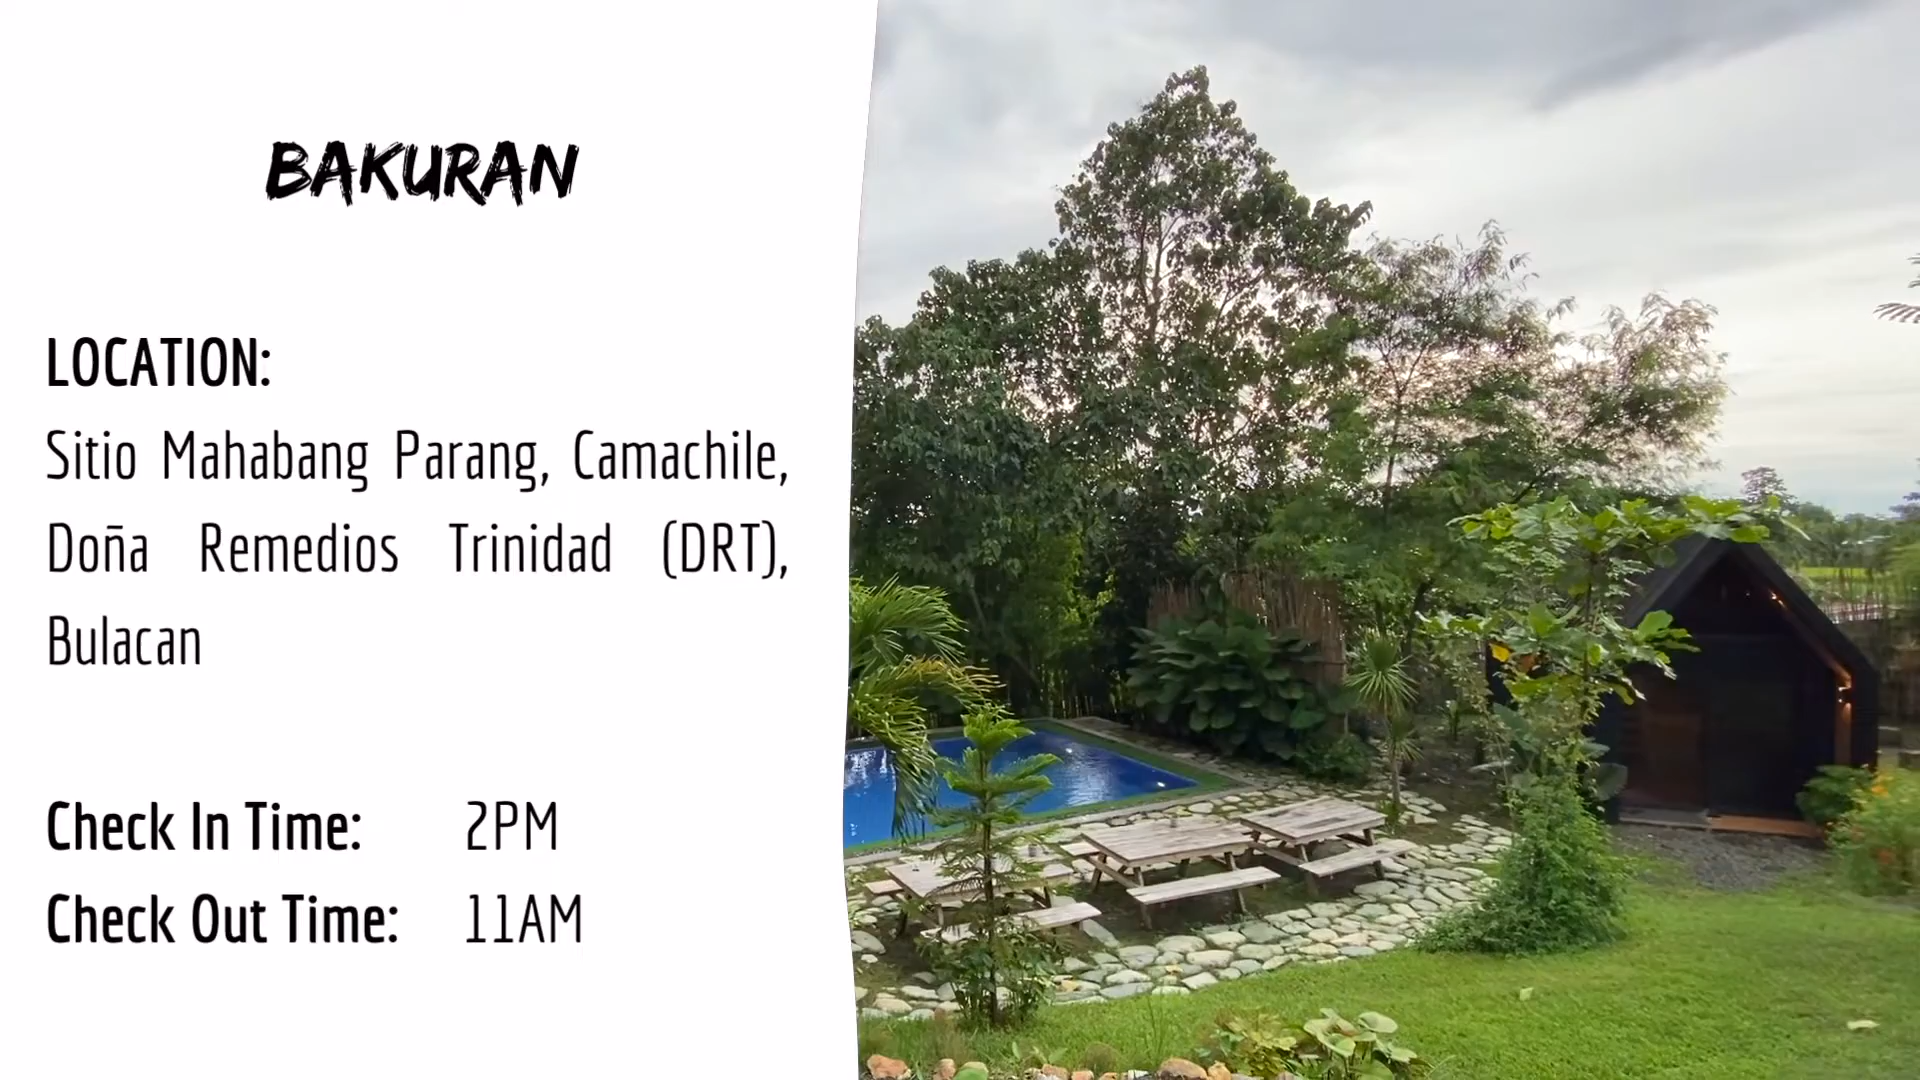 BAKURAN
LOCATION:
Sitio Mahabang Parang, Camachile,
Doña Remedios Trinidad (DRT),
Bulacan
Check In Time: 2PM
Check Out Time: 11AM